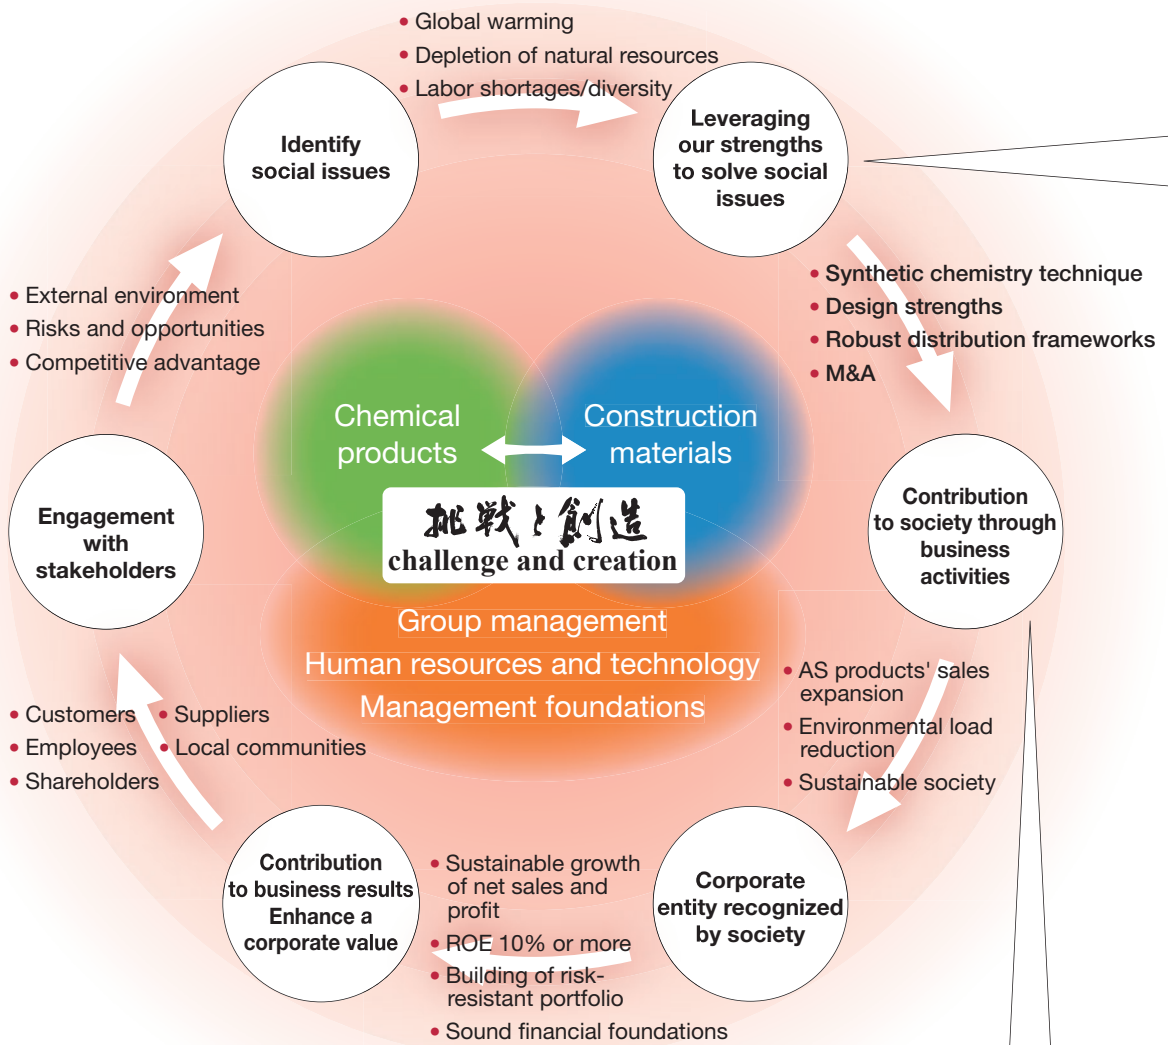 • Global warming
• Depletion of natural resources
• Labor shortages/diversity
Identify
social issues
Leveraging
our strengths
to solve social
issues
• External environment
• Risks and opportunities
• Competitive advantage
• Synthetic chemistry technique
• Design strengths
• Robust distribution frameworks
• M&A
Chemical
products
Construction
materials
挑戦と創造
challenge and creation
Engagement
with
stakeholders
Contribution
to society through
business
activities
Group management
Human resources and technology
Management foundations
• AS products' sales
expansion
• Environmental load
reduction
• Sustainable society
• Customers • Suppliers
• Employees • Local communities
• Shareholders
Contribution
to business results
Enhance a
corporate value
• Sustainable growth
of net sales and
profit
• ROE 10% or more
• Building of risk-
resistant portfolio
• Sound financial foundations
Corporate
entity recognized
by society